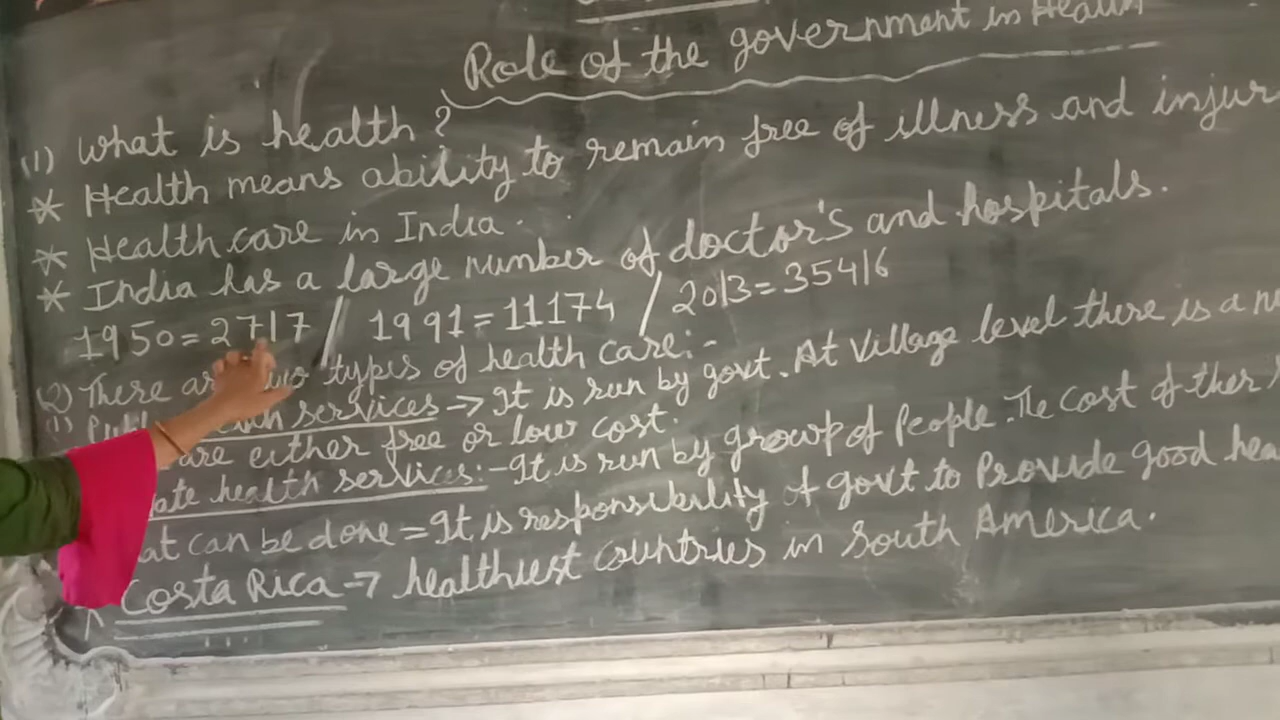 Role of the government in Health
(1) What is health ?
* Health means ability to remain free of illness and injur
* Health care in India.
* India has a large number of doctor's and hospitals.
1950 = 2717 / 1991 = 11174 / 2013 = 35416
(2) There are two types of health care:-
(1) services → It is run by govt. At Village level there is a
are either free or low cost.
ate health services:- It is run by group of People. The cost of ther
at can be done = It is responsibility of govt to Provide good hea
Costa Rica → healthiest countries in South America.